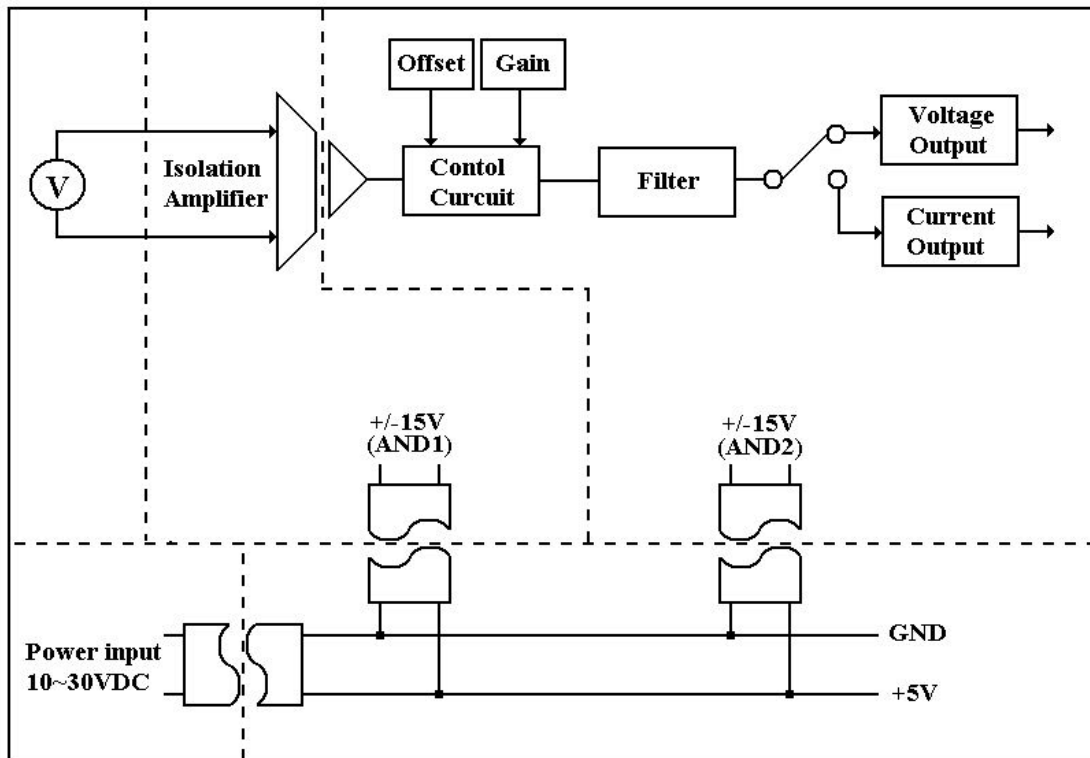 Offset
Gain
Voltage
Output
V
Isolation
Amplifier
Contol
Curcuit
Filter
Current
Output
+/-15V
(AND1)
+/-15V
(AND2)
Power input
10~30VDC
GND
+5V